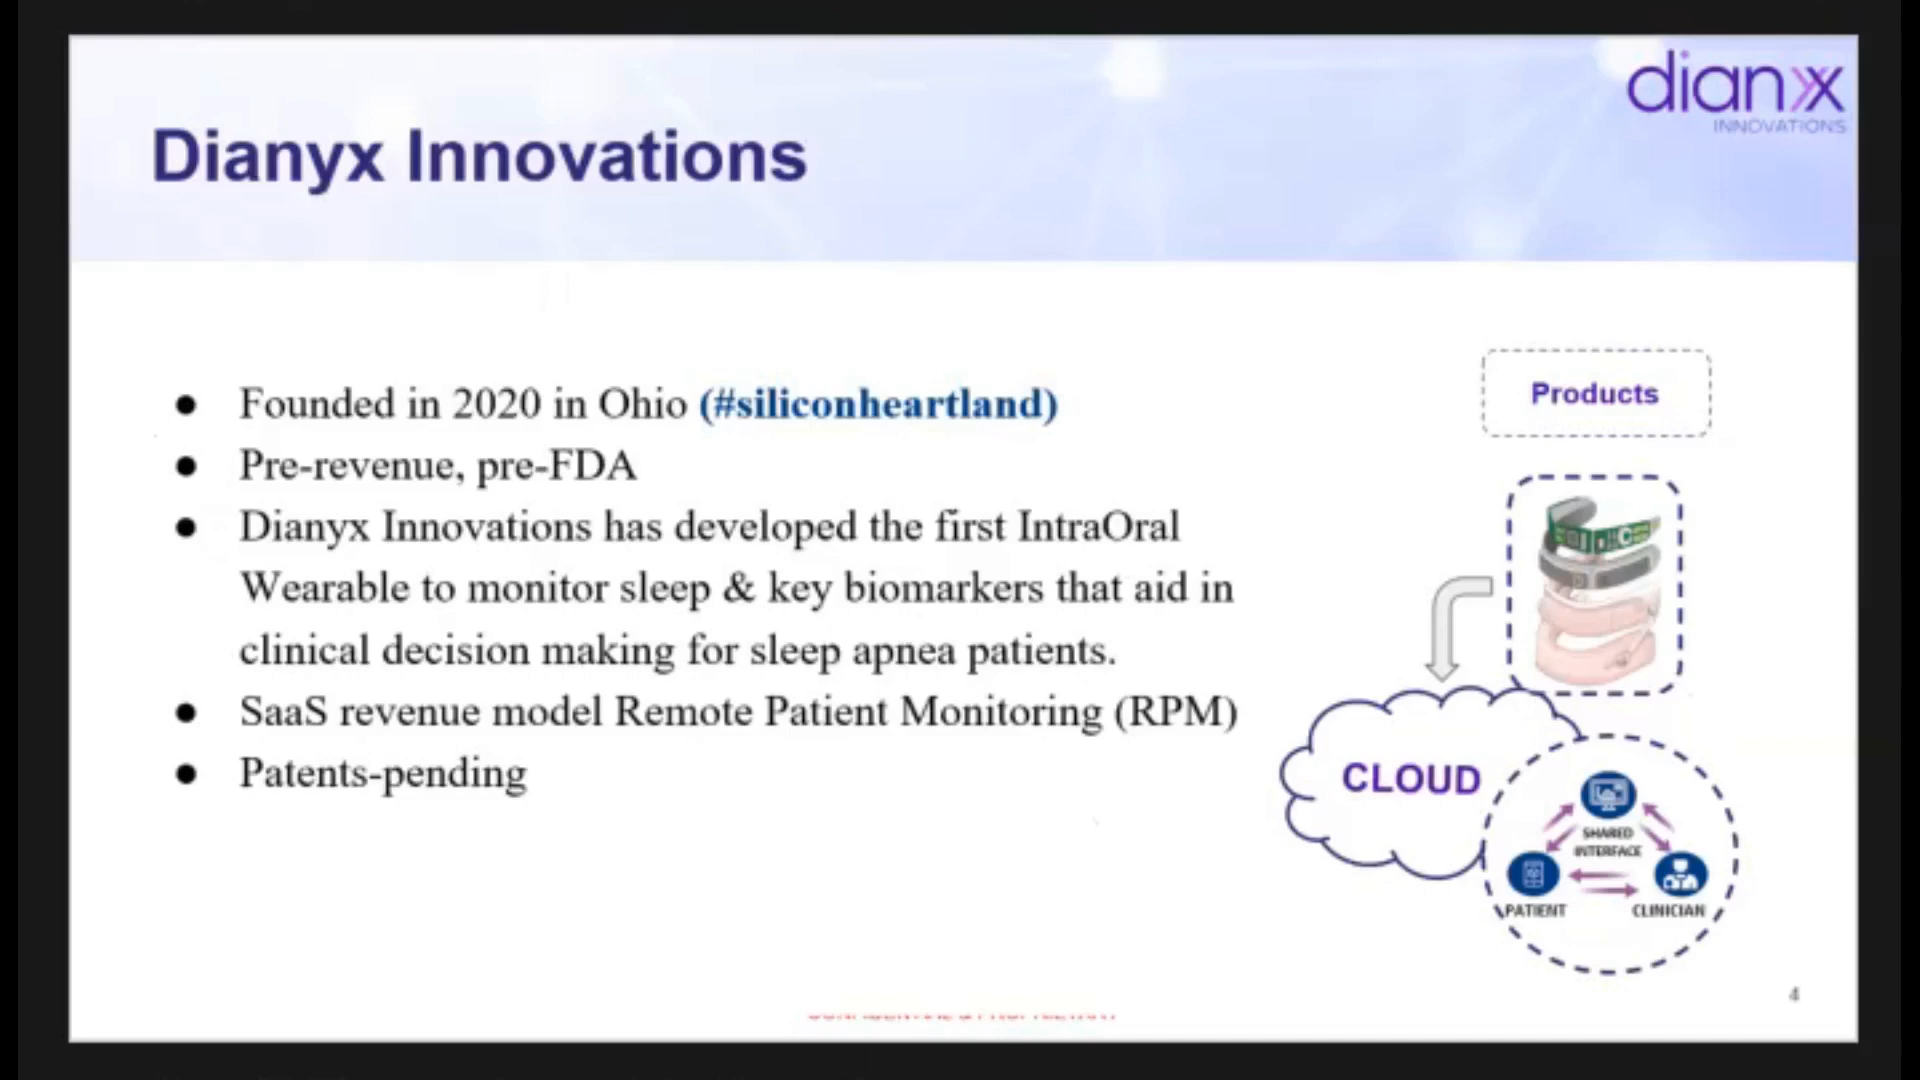 dianyx
INNOVATIONS
Dianyx Innovations
● Founded in 2020 in Ohio (#siliconheartland)
● Pre-revenue, pre-FDA
● Dianyx Innovations has developed the first IntraOral
Wearable to monitor sleep & key biomarkers that aid in
clinical decision making for sleep apnea patients.
● SaaS revenue model Remote Patient Monitoring (RPM)
● Patents-pending
Products
CLOUD
SHARED
INTERFACE
PATIENT
CLINICIAN
4